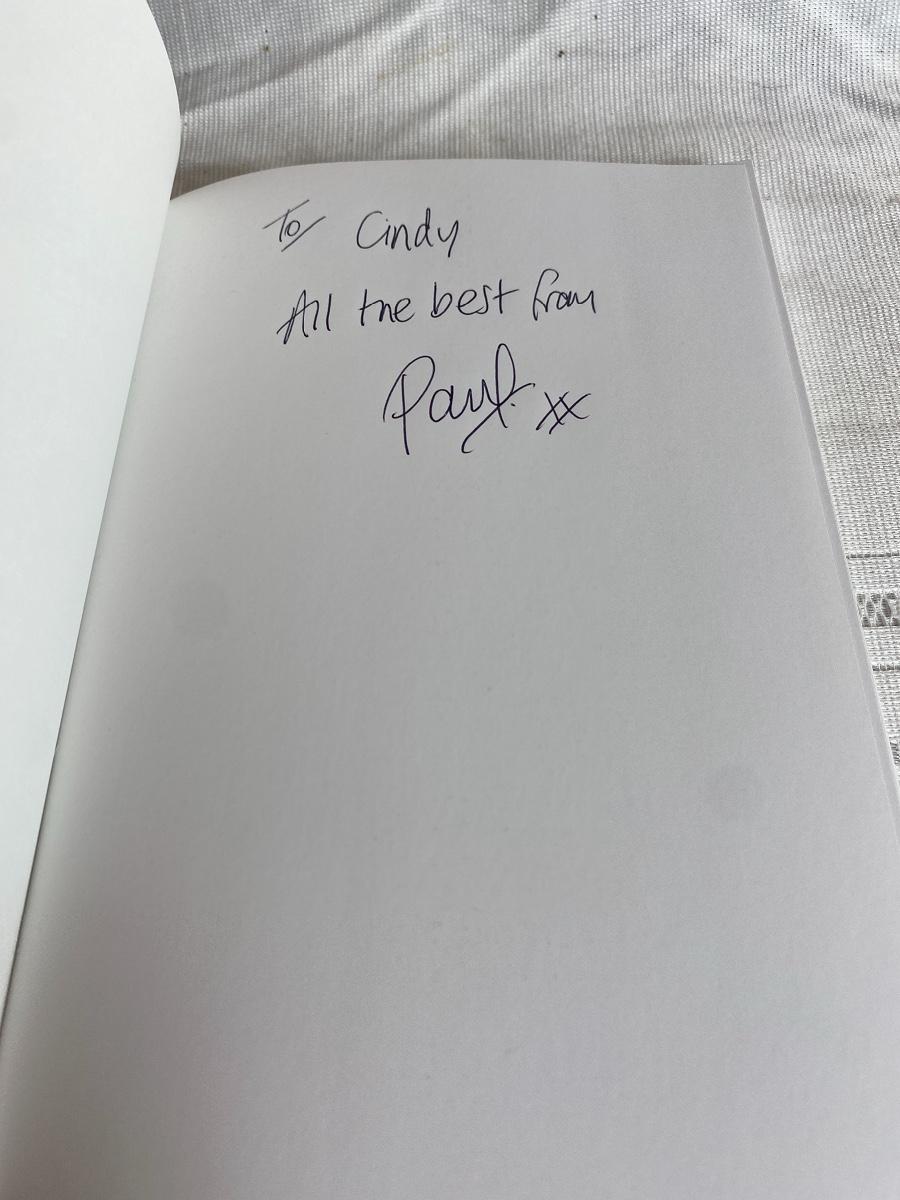 To Cindy
All the best from
Paul. xx